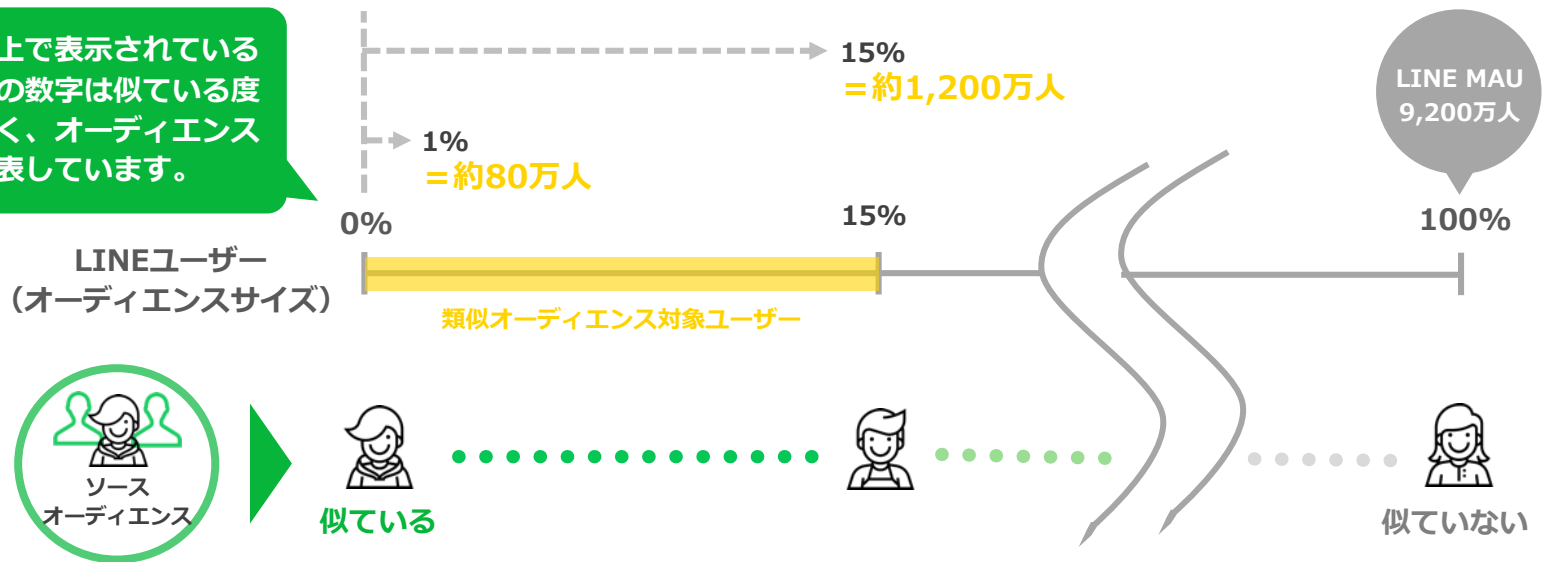 上で表示されている
の数字は似ている度
く、オーディエンス
表しています。
15%
＝約1,200万人
1%
＝約80万人
LINE MAU
9,200万人
0%
15%
100%
LINEユーザー
（オーディエンスサイズ）
類似オーディエンス対象ユーザー
ソース
オーディエンス
似ている
似ていない